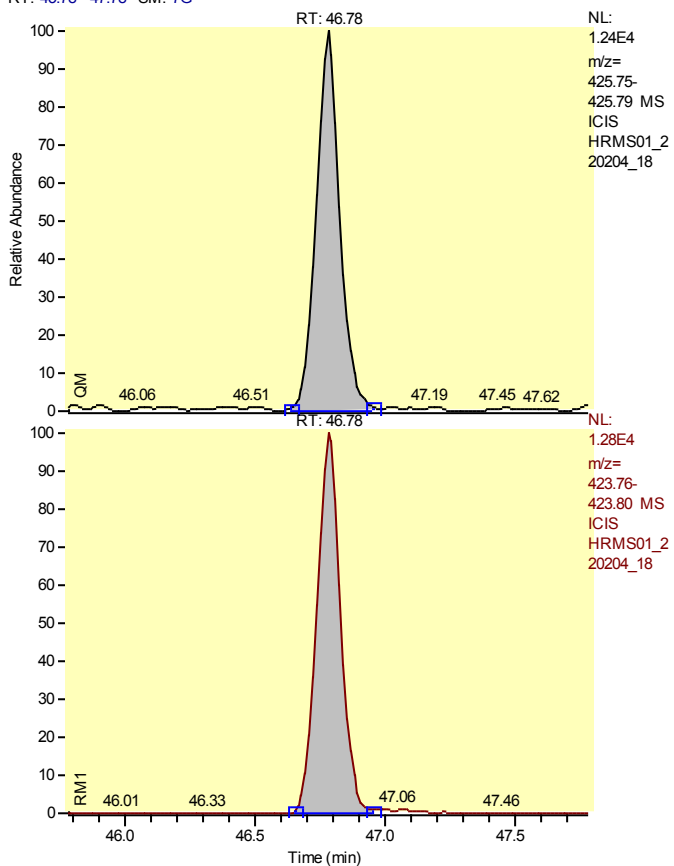 RT: 46.78
NL:
1.24E4
m/z=
425.75-
425.79 MS
ICIS
HRMS01_2
20204_18
100
90
80
70
60
50
40
30
20
10
0
Relative Abundance
QM
46.06
46.51
47.19
47.45
47.62
RT: 46.78
NL:
1.28E4
m/z=
423.76-
423.80 MS
ICIS
HRMS01_2
20204_18
100
90
80
70
60
50
40
30
20
10
0
RM1
46.01
46.33
47.06
47.46
46.0
46.5
47.0
47.5
Time (min)